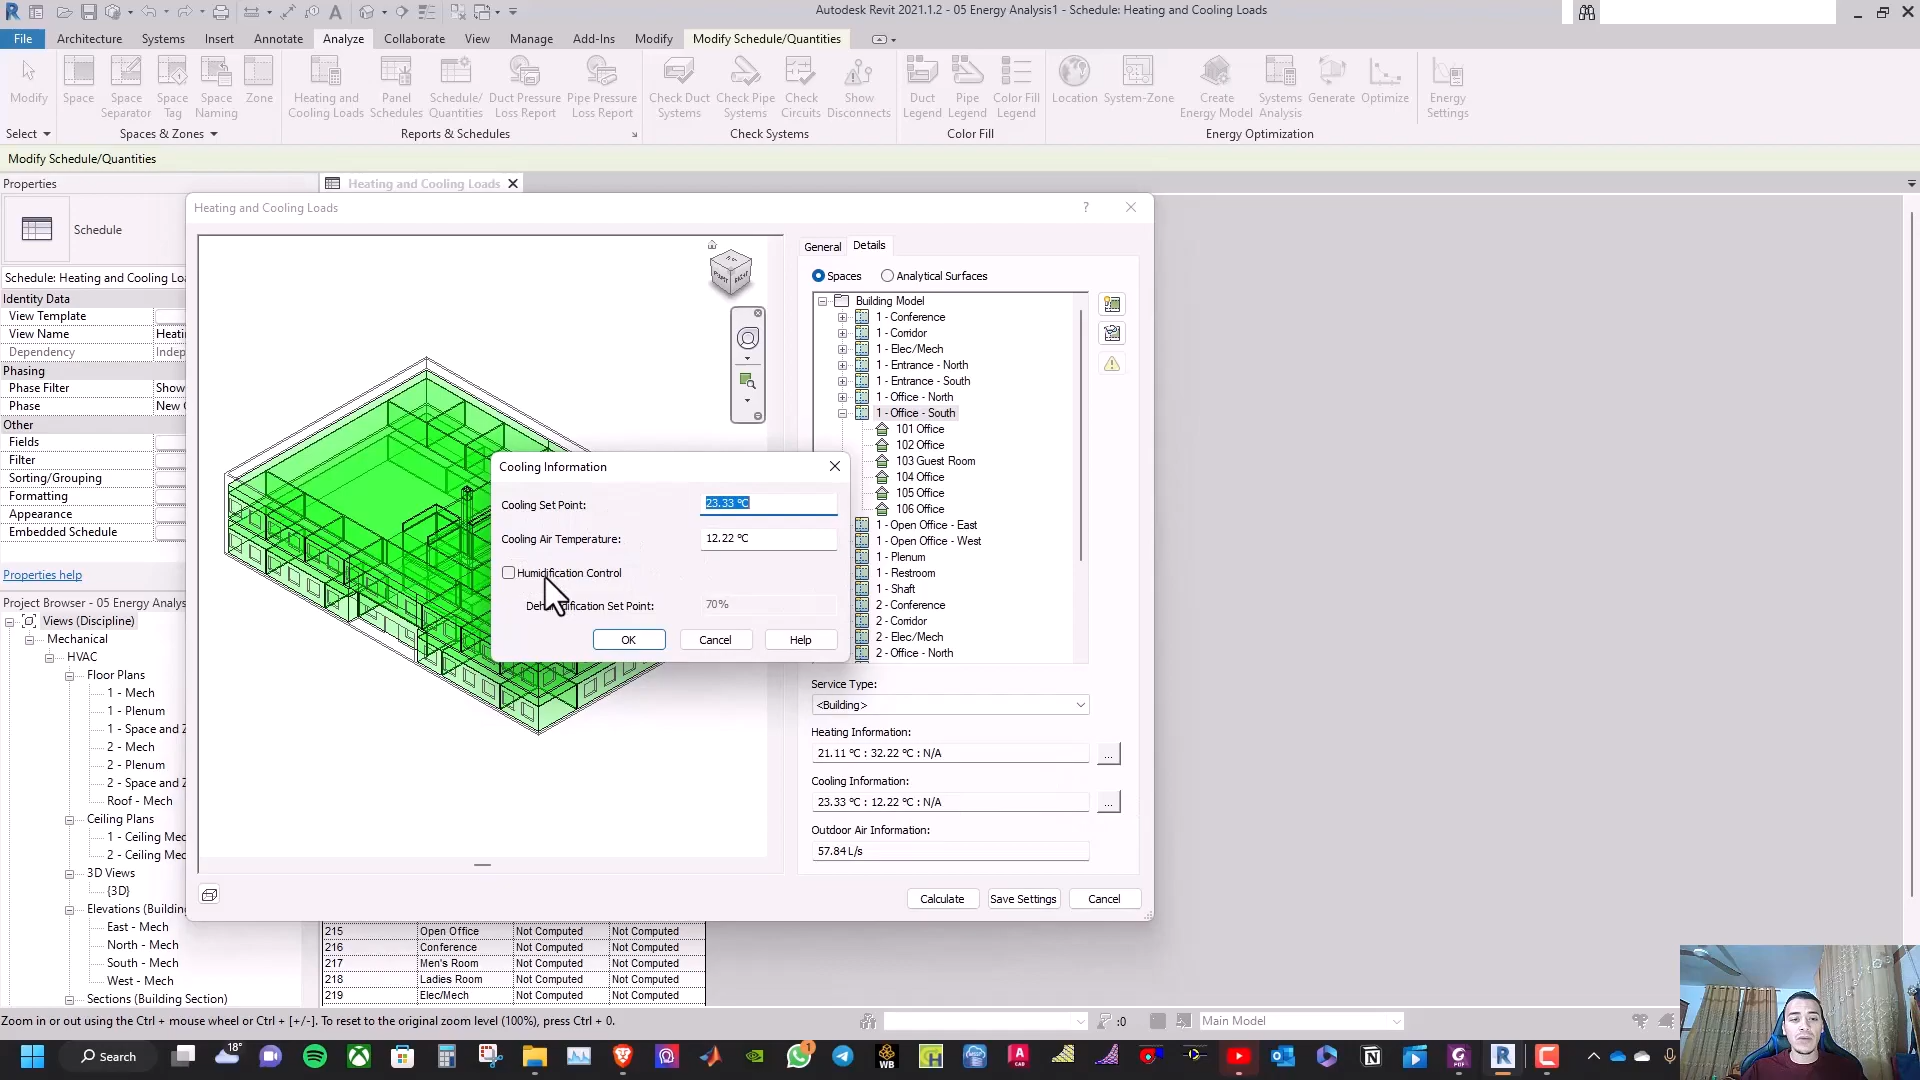 Autodesk Revit 2021.1.2 - 05 Energy Analysis1 - Schedule: Heating and Cooling Loads
File Architecture Systems Insert Annotate Analyze Collaborate View Manage Add-Ins Modify Modify Schedule/Quantities
Modify Space Space Separator Space Tag Space Naming Zone Heating and Cooling Loads Panel Schedules Schedule/ Quantities Duct Pressure Loss Report Pipe Pressure Loss Report Check Duct Systems Check Pipe Systems Check Circuits Show Disconnects Duct Legend Pipe Legend Color Fill Legend Location System-Zone Create Energy Model Systems Analysis Generate Optimize Energy Settings
Select Spaces & Zones Reports & Schedules Check Systems Color Fill Energy Optimization
Modify Schedule/Quantities
Properties
Heating and Cooling Loads
Schedule
Schedule: Heating and Cooling Loa
Identity Data
View Template
View Name Heati
Dependency Indep
Phasing
Phase Filter Show
Phase New C
Other
Fields
Filter
Sorting/Grouping
Formatting
Appearance
Embedded Schedule
Properties help
Project Browser - 05 Energy Analys
Views (Discipline)
Mechanical
HVAC
Floor Plans
1 - Mech
1 - Plenum
1 - Space and Z
2 - Mech
2 - Plenum
2 - Space and Z
Roof - Mech
Ceiling Plans
1 - Ceiling Mec
2 - Ceiling Mec
3D Views
{3D}
Elevations (Building
East - Mech
North - Mech
South - Mech
West - Mech
Sections (Building Section)
Heating and Cooling Loads ?
General Details
Spaces Analytical Surfaces
Building Model
1 - Conference
1 - Corridor
1 - Elec/Mech
1 - Entrance - North
1 - Entrance - South
1 - Office - North
1 - Office - South
101 Office
102 Office
103 Guest Room
104 Office
105 Office
106 Office
1 - Open Office - East
1 - Open Office - West
1 - Plenum
1 - Restroom
1 - Shaft
2 - Conference
2 - Corridor
2 - Elec/Mech
2 - Office - North
Service Type:
<Building>
Heating Information:
21.11 °C : 32.22 °C : N/A
...
Cooling Information:
23.33 °C : 12.22 °C : N/A
...
Outdoor Air Information:
57.84 L/s
Calculate Save Settings Cancel
Cooling Information
Cooling Set Point: 23.33 °C
Cooling Air Temperature: 12.22 °C
Humidification Control
Set Point: 70%
OK Cancel Help
215 Open Office Not Computed Not Computed
216 Conference Not Computed Not Computed
217 Men's Room Not Computed Not Computed
218 Ladies Room Not Computed Not Computed
219 Elec/Mech Not Computed Not Computed
Zoom in or out using the Ctrl + mouse wheel or Ctrl + [+/-]. To reset to the original zoom level (100%), press Ctrl + 0.
:0
Main Model
Search
18°
1
WB